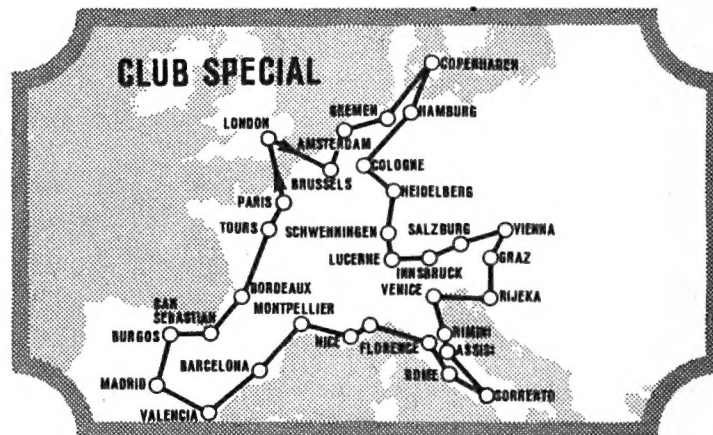 CLUB SPECIAL
COPENHAGEN
BREMEN
HAMBURG
LONDON
AMSTERDAM
BRUSSELS
COLOGNE
HEIDELBERG
PARIS
TOURS
SCHWENNINGEN
SALZBURG
VIENNA
LUCERNE
INNSBRUCK
GRAZ
VENICE
RIJEKA
BORDEAUX
SAN
SEBASTIAN
MONTPELLIER
BURGOS
NICE
FLORENCE
RIMINI
ASSISI
BARCELONA
ROME
MADRID
SORRENTO
VALENCIA